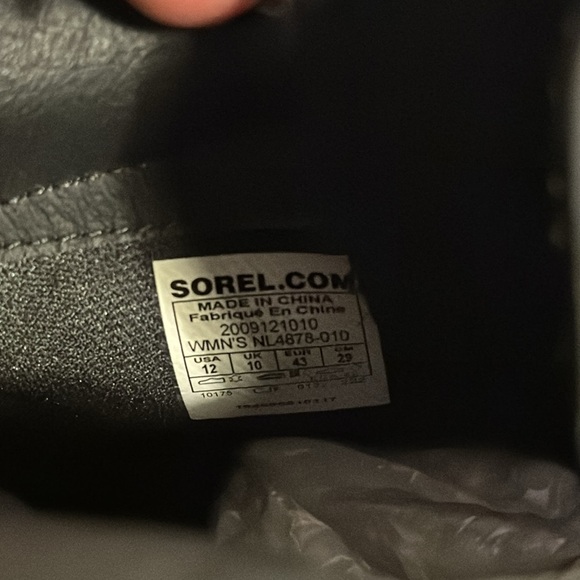 SOREL.COM
MADE IN CHINA
Fabriqué En Chine
2009121010
WMN'S NL4878-010
USA UK EUR CM
12 10 43 29
10175